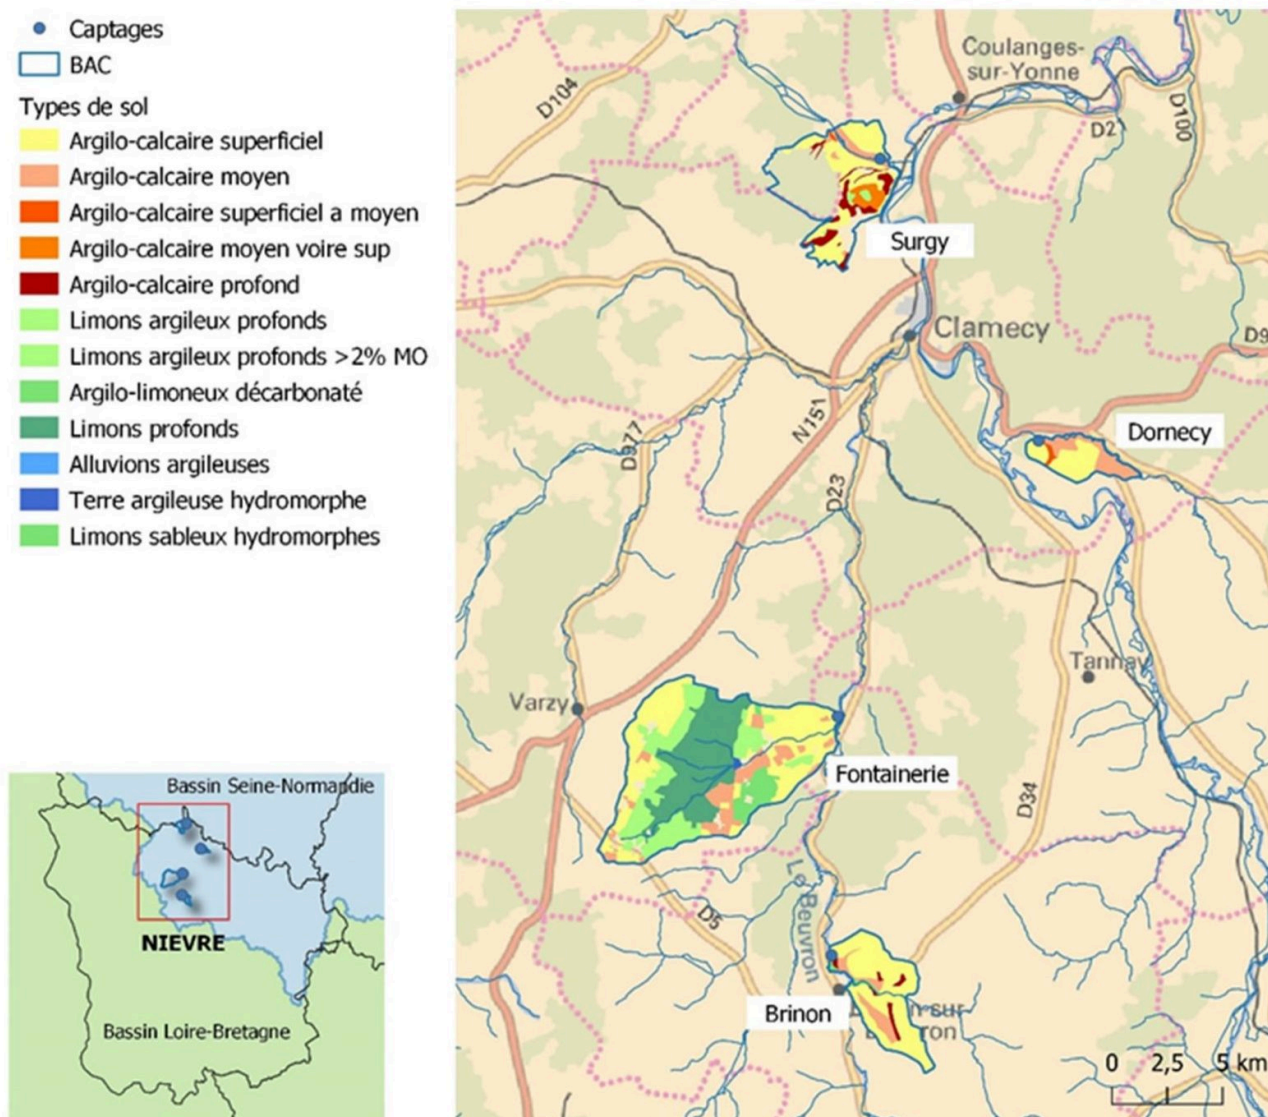 Captages
BAC
Types de sol
Argilo-calcaire superficiel
Argilo-calcaire moyen
Argilo-calcaire superficiel a moyen
Argilo-calcaire moyen voire sup
Argilo-calcaire profond
Limons argileux profonds
Limons argileux profonds >2% MO
Argilo-limoneux décarbonaté
Limons profonds
Alluvions argileuses
Terre argileuse hydromorphe
Limons sableux hydromorphes
Bassin Seine-Normandie
NIEVRE
Bassin Loire-Bretagne
Coulanges-
sur-Yonne
D104
D100
D2
Surgy
Clamecy
D9
N151
D977
Dornecy
D23
Tannay
Varzy
Fontainerie
D34
D5
Le Beuvron
Brinon
n-sur-
ron
0 2,5 5 km